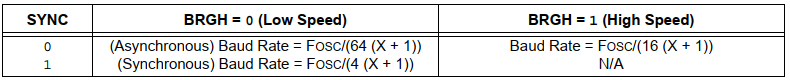 SYNC BRGH = 0 (Low Speed) BRGH = 1 (High Speed)
0 (Asynchronous) Baud Rate = FOSC/(64 (X + 1)) Baud Rate = FOSC/(16 (X + 1))
1 (Synchronous) Baud Rate = FOSC/(4 (X + 1)) N/A